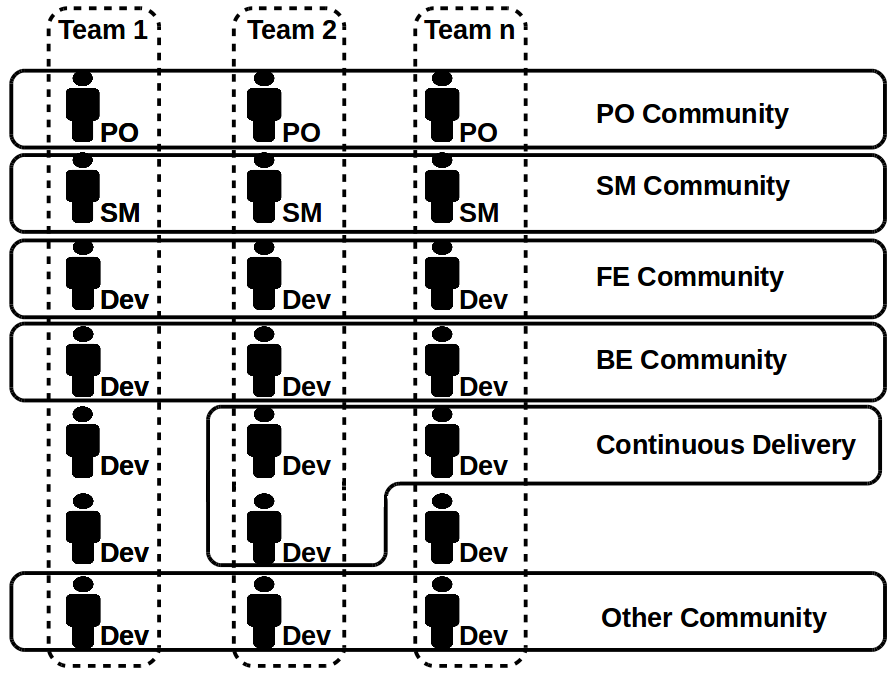 Team 1 Team 2 Team n
PO PO PO PO Community
SM SM SM SM Community
Dev Dev Dev FE Community
Dev Dev Dev BE Community
Dev Dev Dev Continuous Delivery
Dev Dev Dev
Dev Dev Dev Other Community